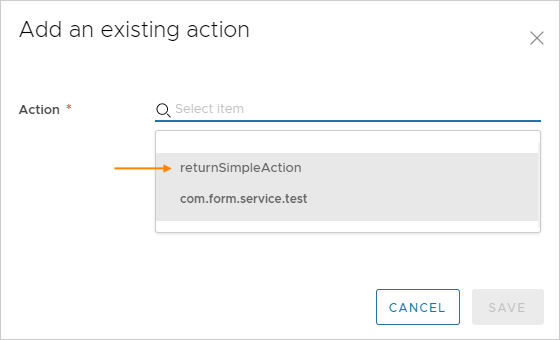 Add an existing action
Action *
Select item
returnSimpleAction
com.form.service.test
CANCEL
SAVE